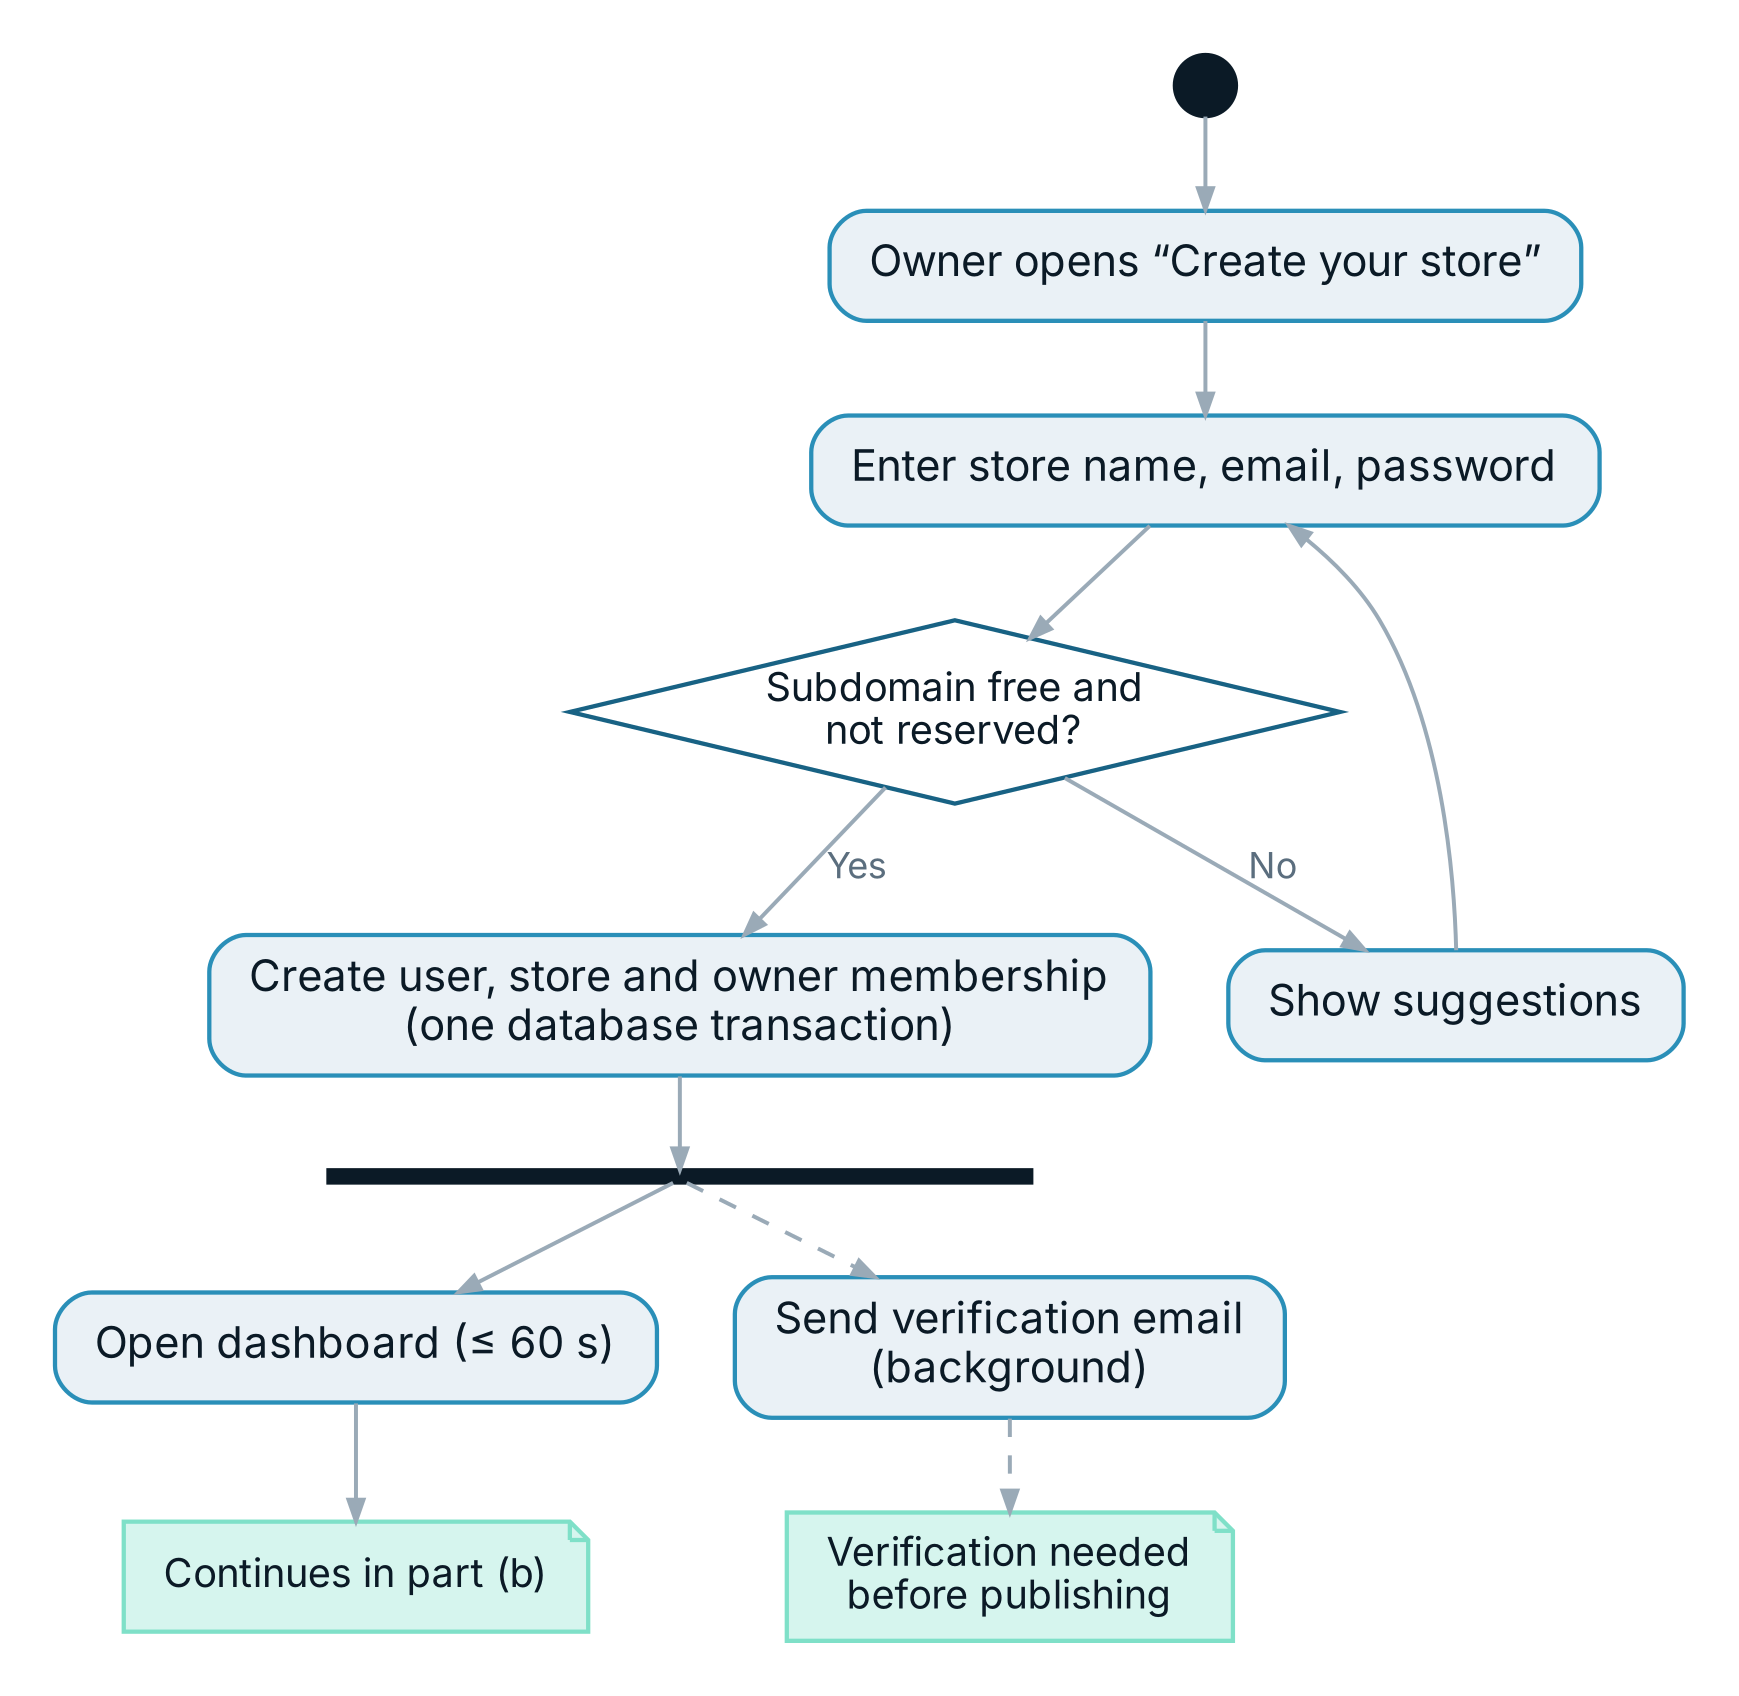 Owner opens “Create your store”
Enter store name, email, password
Subdomain free and
not reserved?
Yes
No
Create user, store and owner membership
(one database transaction)
Show suggestions
Open dashboard (≤ 60 s)
Send verification email
(background)
Continues in part (b)
Verification needed
before publishing